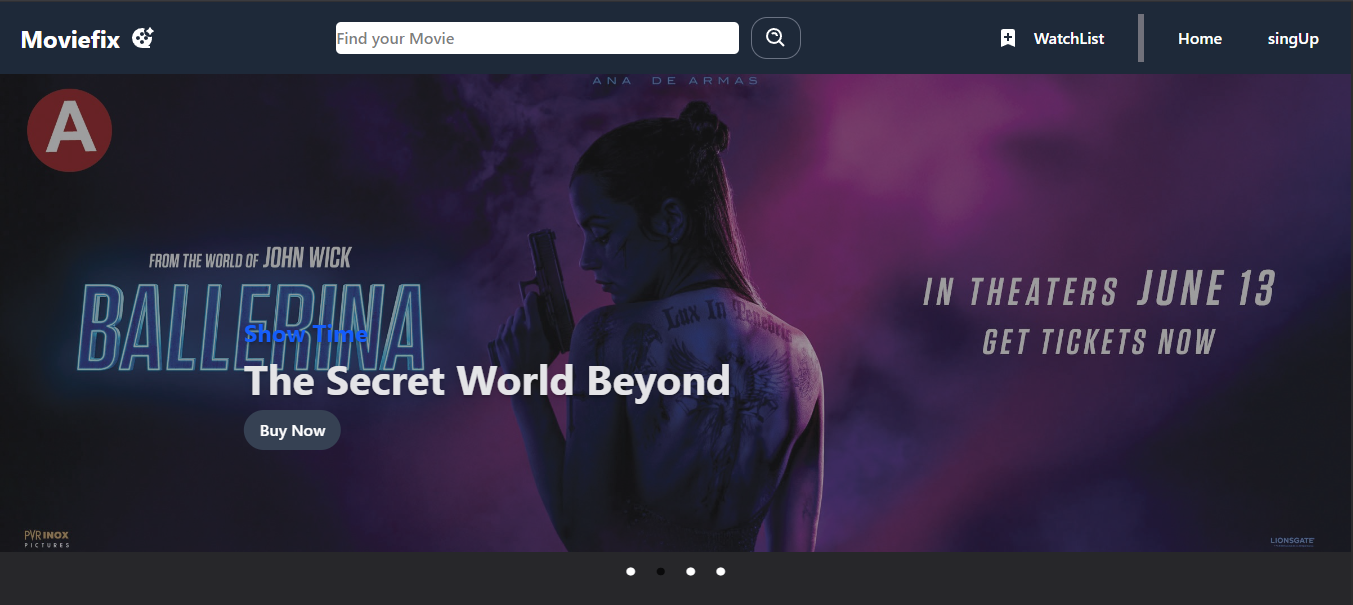 Moviefix
Find your Movie
WatchList
Home
singUp
ANA DE ARMAS
A
FROM THE WORLD OF JOHN WICK
BALLERINA
IN THEATERS JUNE 13
GET TICKETS NOW
Lux In Tenebris
Show Time
The Secret World Beyond
Buy Now
PVR INOX
PICTURES
LIONSGATE